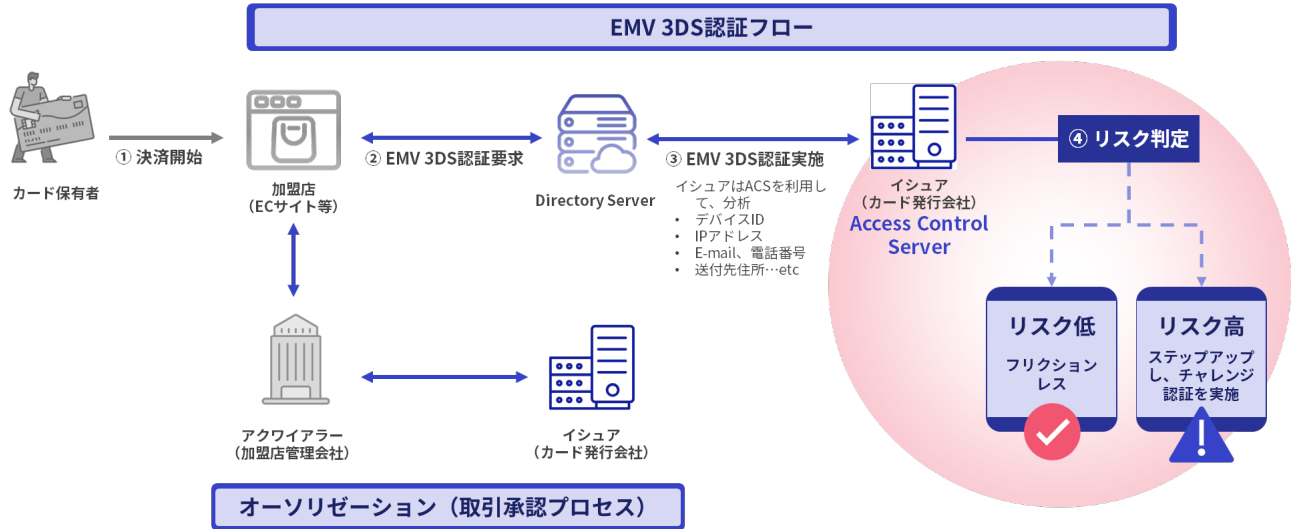 EMV 3DS認証フロー
カード保有者
① 決済開始
加盟店
（ECサイト等）
② EMV 3DS認証要求
Directory Server
③ EMV 3DS認証実施
イシュアはACSを利用し
て、分析
• デバイスID
• IPアドレス
• E-mail、電話番号
• 送付先住所…etc
イシュア
（カード発行会社）
Access Control
Server
④ リスク判定
リスク低
フリクション
レス
リスク高
ステップアップ
し、チャレンジ
認証を実施
アクワイアラー
（加盟店管理会社）
イシュア
（カード発行会社）
オーソリゼーション（取引承認プロセス）